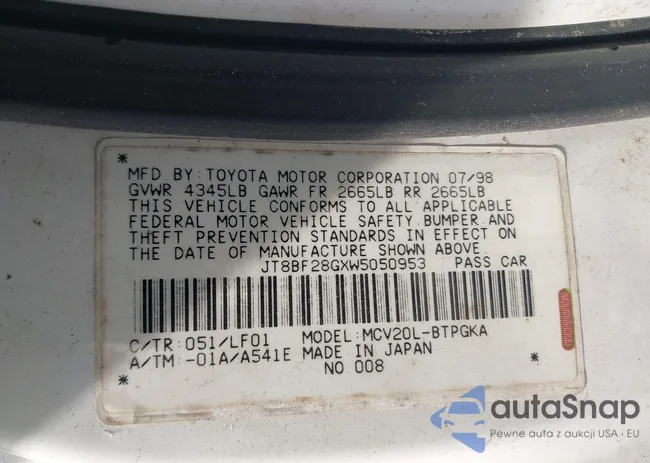 MFD BY: TOYOTA MOTOR CORPORATION 07/98
GVWR 4345LB GAWR FR 2665LB RR 2665LB
THIS VEHICLE CONFORMS TO ALL APPLICABLE
FEDERAL MOTOR VEHICLE SAFETY.BUMPER AND
THEFT PREVENTION STANDARDS IN EFFECT ON
THE DATE OF MANUFACTURE SHOWN ABOVE.
JT8BF28GXW5050953 PASS CAR
C/TR: 051/LF01 MODEL: MCV20L-BTPGKA
A/TM: -01A/A541E MADE IN JAPAN
NO 008
autaSnap
Pewne auta z aukcji USA i EU